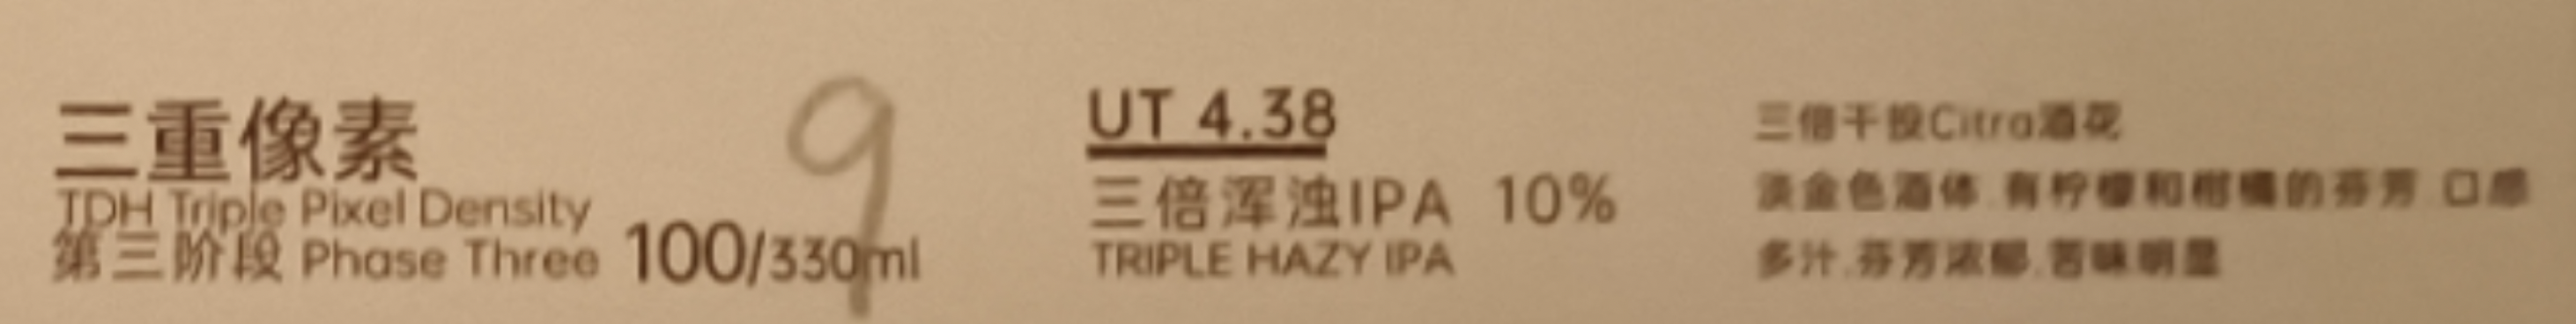 三重像素
TDH Triple Pixel Density
第三阶段 Phase Three 100/330ml
9
UT 4.38
三倍浑浊IPA 10%
TRIPLE HAZY IPA
三倍干投Citra酒花
淡金色酒体.有柠檬和柑橘的芬芳.口感
多汁.芬芳浓郁.苦味明显